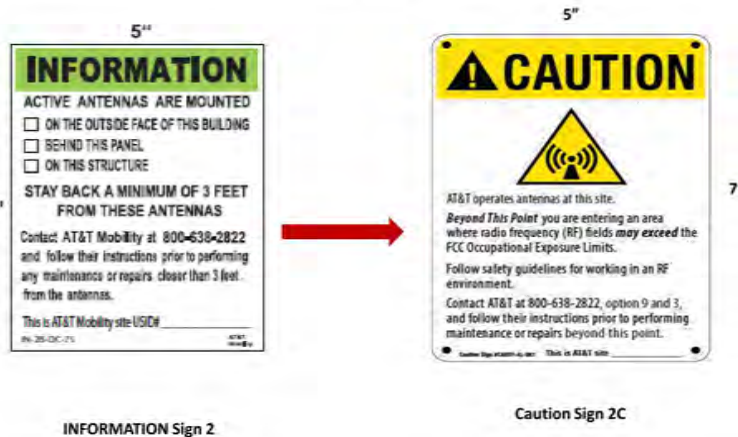 5"
INFORMATION
ACTIVE ANTENNAS ARE MOUNTED
ON THE OUTSIDE FACE OF THIS BUILDING
BEHIND THIS PANEL
ON THIS STRUCTURE
STAY BACK A MINIMUM OF 3 FEET
FROM THESE ANTENNAS
Contact AT&T Mobility at 800-638-2822
and follow their instructions prior to performing
any maintenance or repairs closer than 3 feet
from the antennas.
This is AT&T Mobility site USID#
INFORMATION Sign 2
5"
CAUTION
7
AT&T operates antennas at this site.
Beyond This Point you are entering an area
where radio frequency (RF) fields may exceed the
FCC Occupational Exposure Limits.
Follow safety guidelines for working in an RF
environment.
Contact AT&T at 800-638-2822, option 9 and 3,
and follow their instructions prior to performing
maintenance or repairs beyond this point.
This is AT&T site
Caution Sign 2C